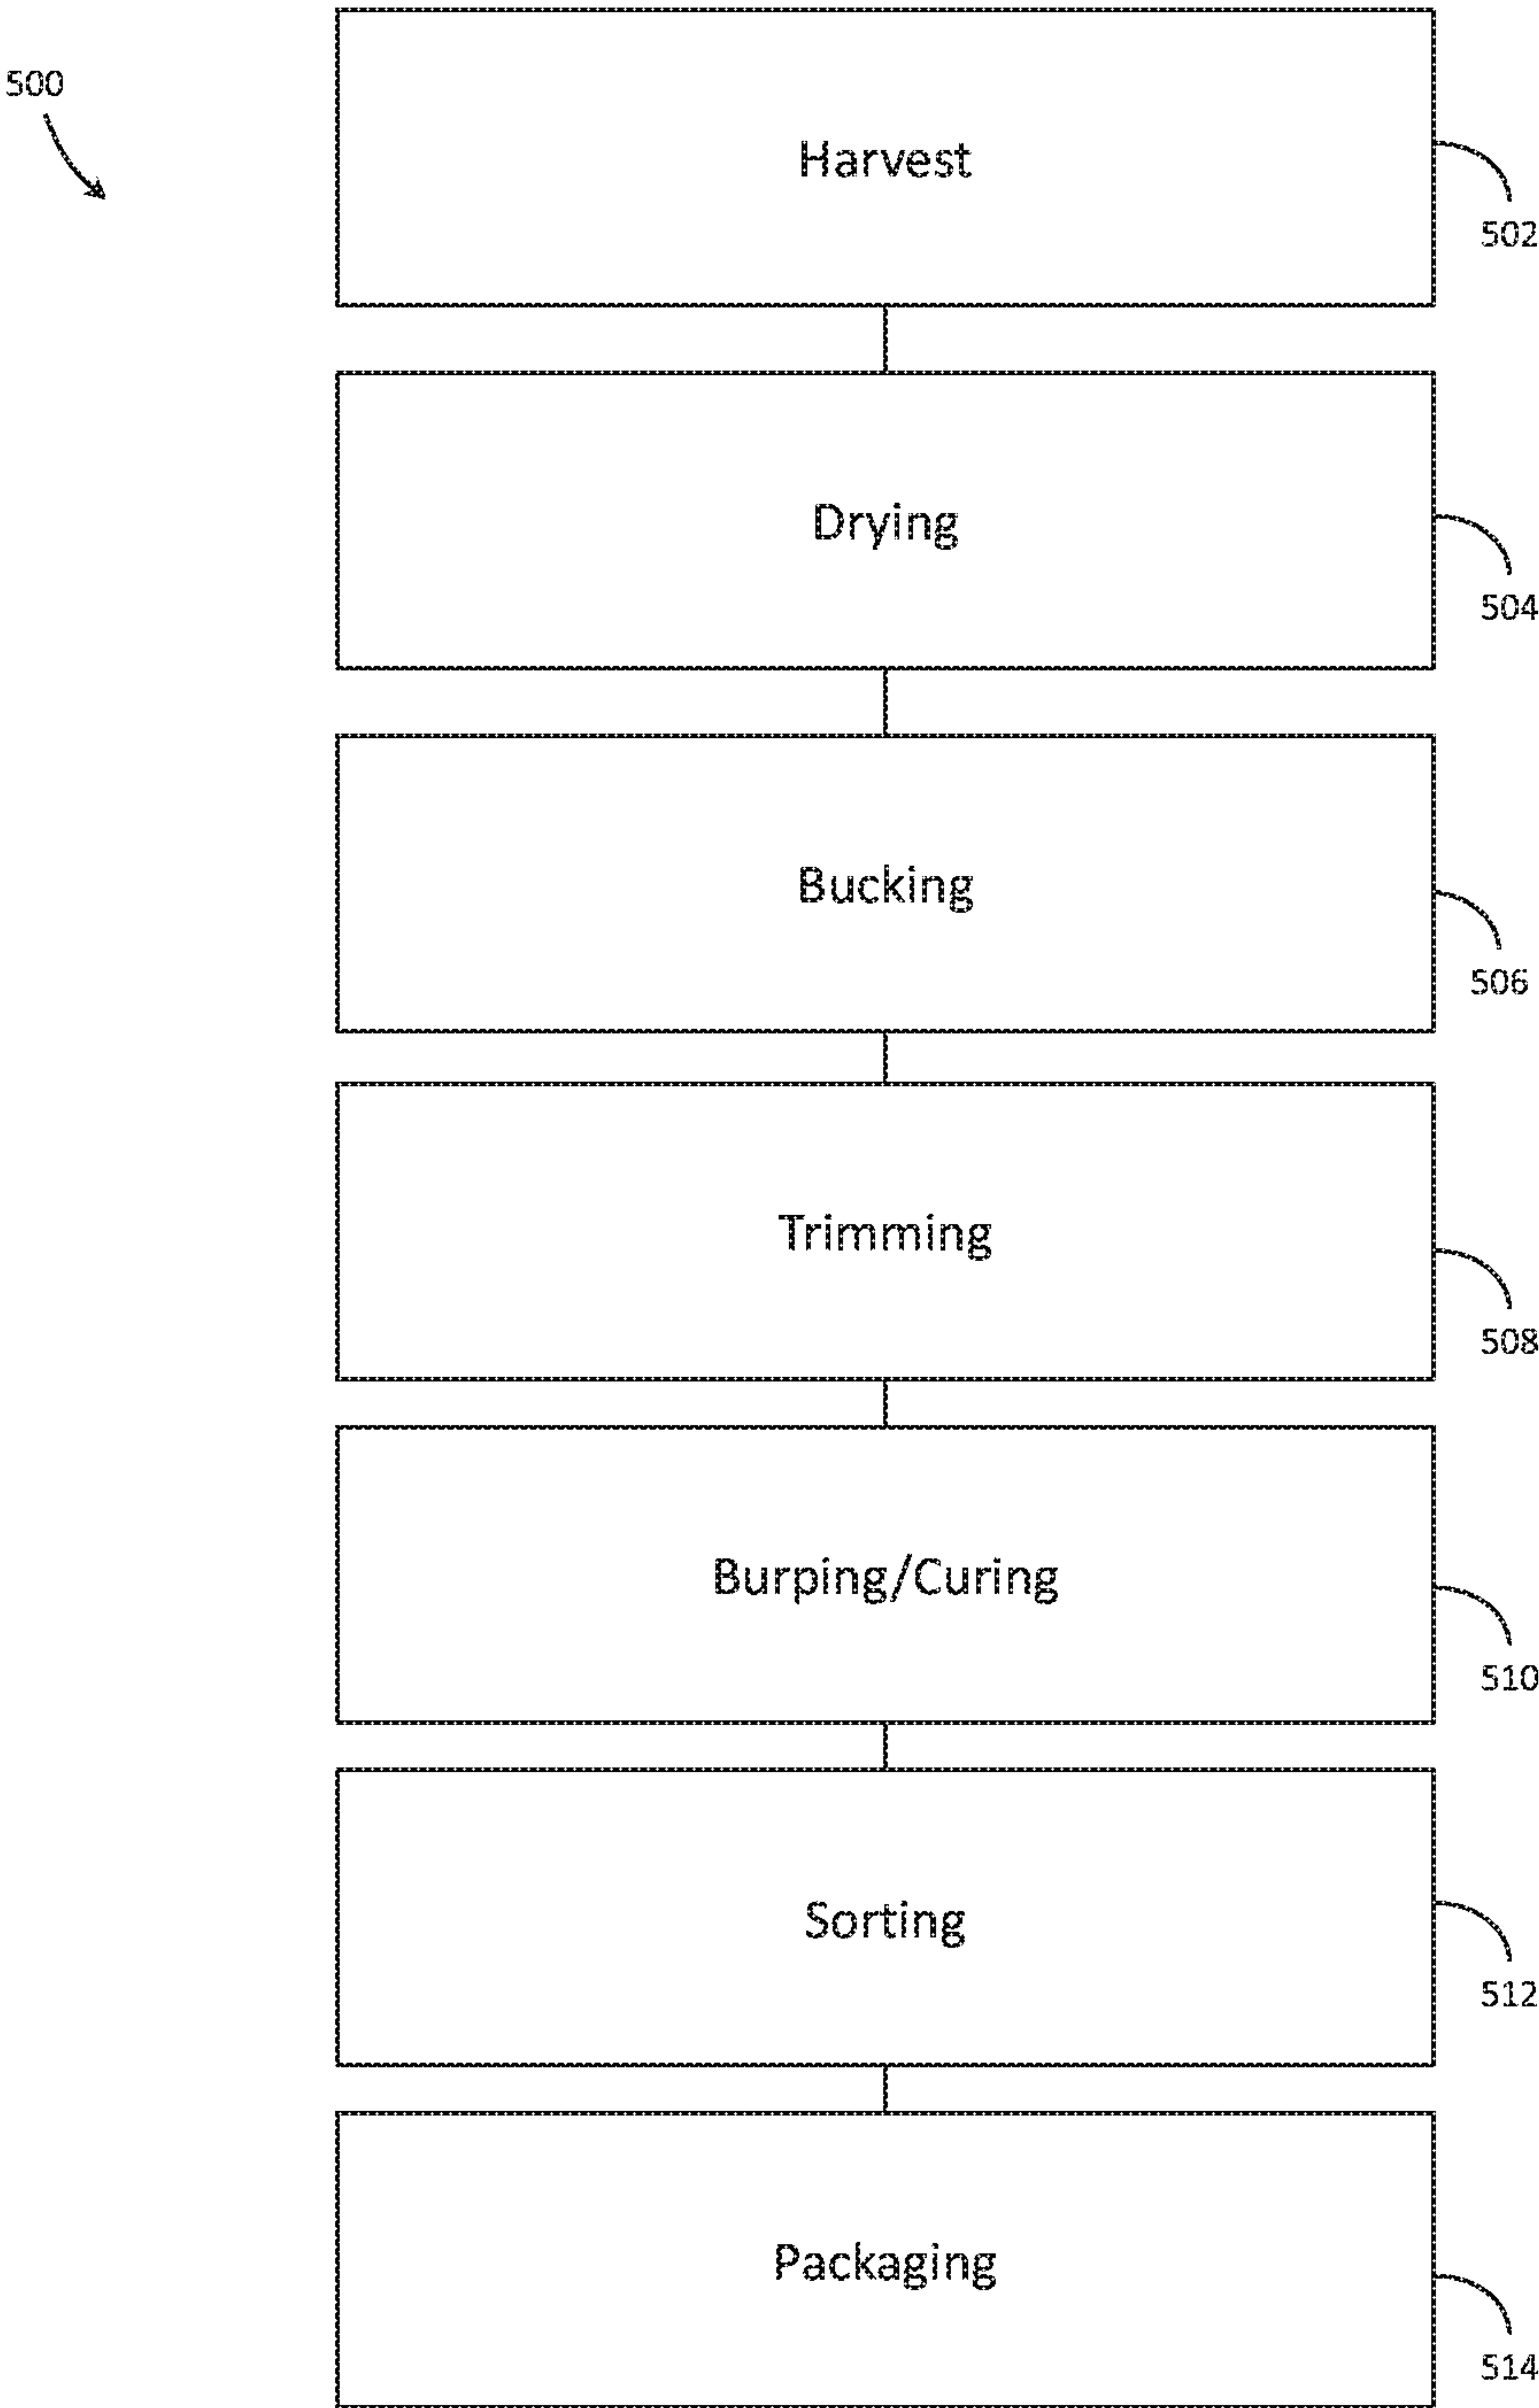 500
Harvest
502
Drying
504
Bucking
506
Trimming
508
Burping/Curing
510
Sorting
512
Packaging
514